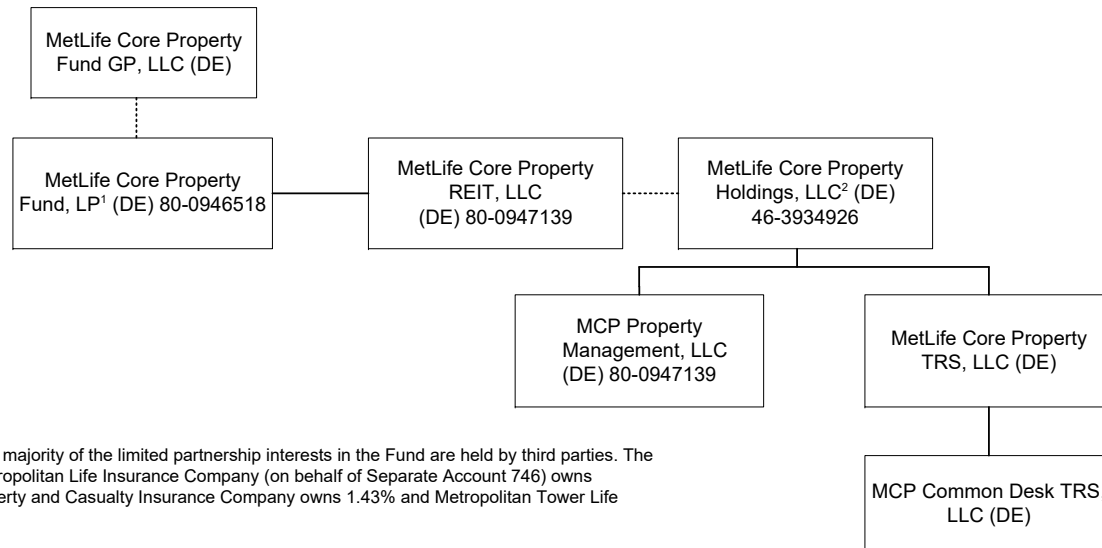 MetLife Core Property
Fund GP, LLC (DE)
MetLife Core Property
Fund, LP¹ (DE) 80-0946518
MetLife Core Property
REIT, LLC
(DE) 80-0947139
MetLife Core Property
Holdings, LLC² (DE)
46-3934926
MCP Property
Management, LLC
(DE) 80-0947139
MetLife Core Property
TRS, LLC (DE)
MCP Common Desk TRS,
LLC (DE)
majority of the limited partnership interests in the Fund are held by third parties. The
ropolitan Life Insurance Company (on behalf of Separate Account 746) owns
erty and Casualty Insurance Company owns 1.43% and Metropolitan Tower Life